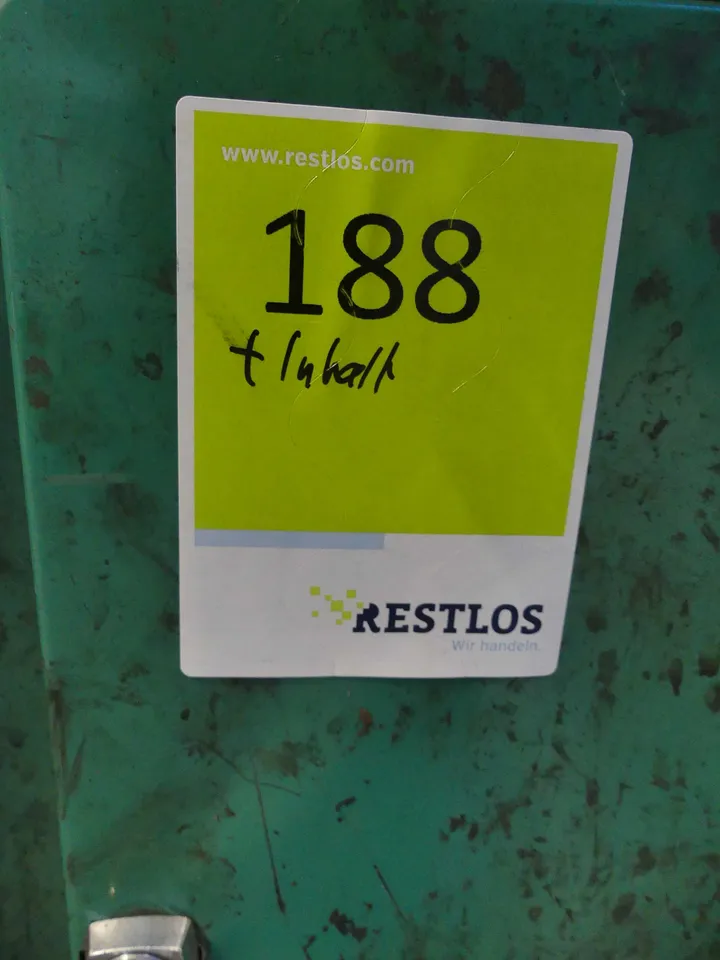 www.restlos.com
188
+ Inhalt
RESTLOS
Wir handeln.